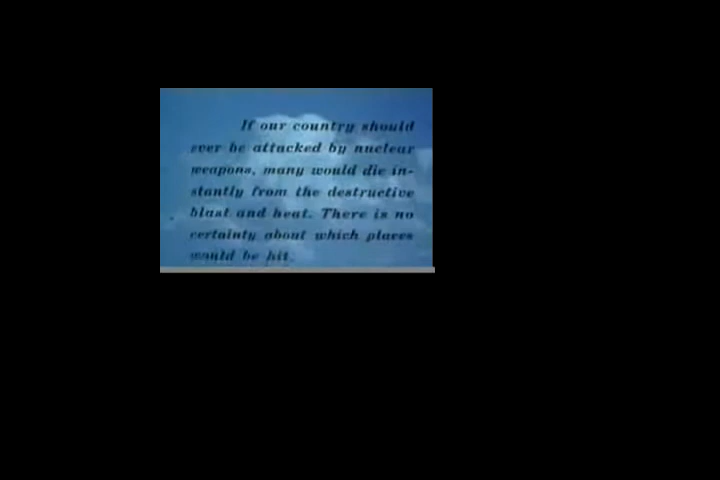 If our country should
ever be attacked by nuclear
weapons, many would die in-
stantly from the destructive
blast and heat. There is no
certainty about which places
would be hit.